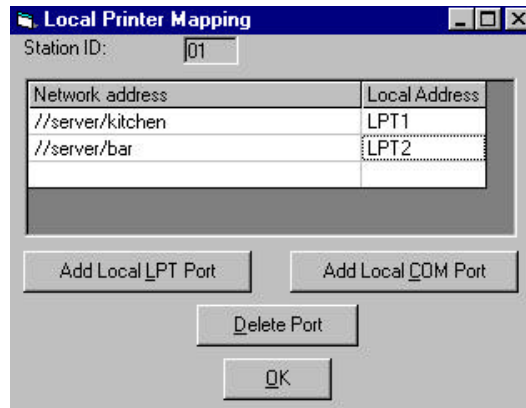 Local Printer Mapping
Station ID: 01
Network address Local Address
//server/kitchen LPT1
//server/bar LPT2
Add Local LPT Port Add Local COM Port
Delete Port
OK